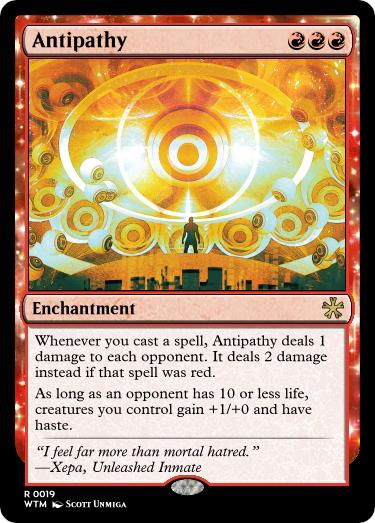 Antipathy
Enchantment
Whenever you cast a spell, Antipathy deals 1
damage to each opponent. It deals 2 damage
instead if that spell was red.
As long as an opponent has 10 or less life,
creatures you control gain +1/+0 and have
haste.
“I feel far more than mortal hatred.”
—Xepa, Unleashed Inmate
R 0019
WTM Scott Unmiga